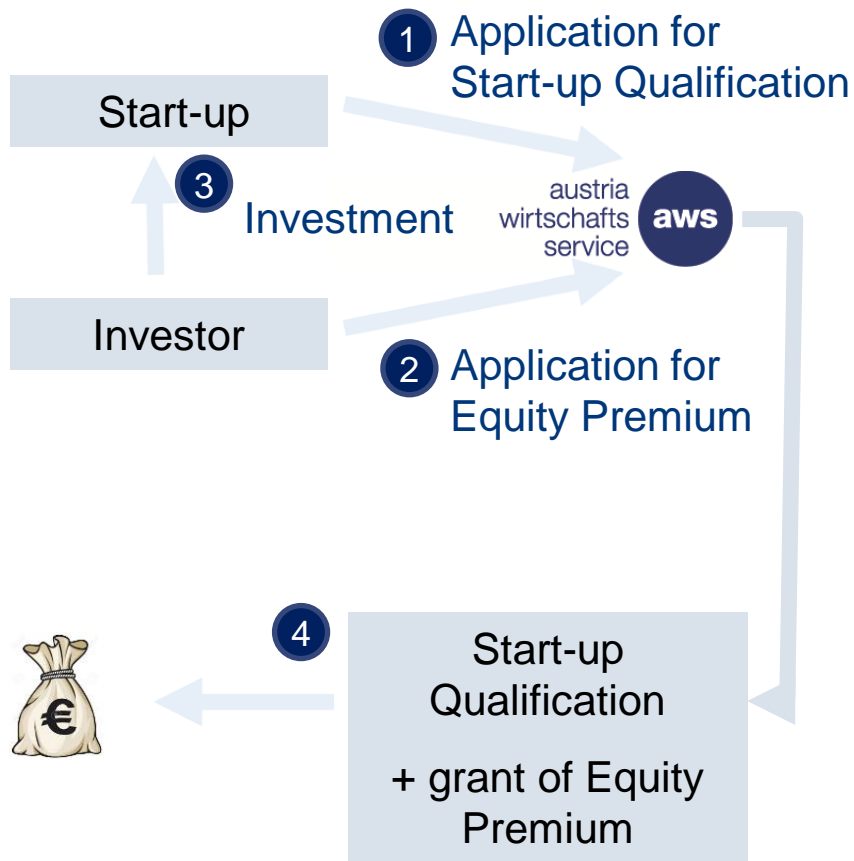 1
Application for
Start-up Qualification
Start-up
3
Investment
austria
wirtschafts
service
aws
Investor
2
Application for
Equity Premium
4
Start-up
Qualification
+ grant of Equity
Premium
€